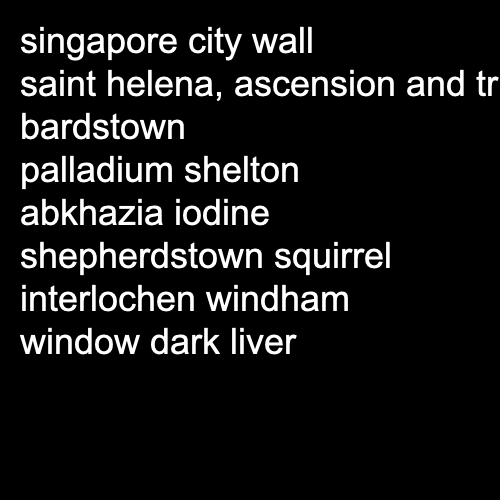 singapore city wall
saint helena, ascension and tr
bardstown
palladium shelton
abkhazia iodine
shepherdstown squirrel
interlochen windham
window dark liver